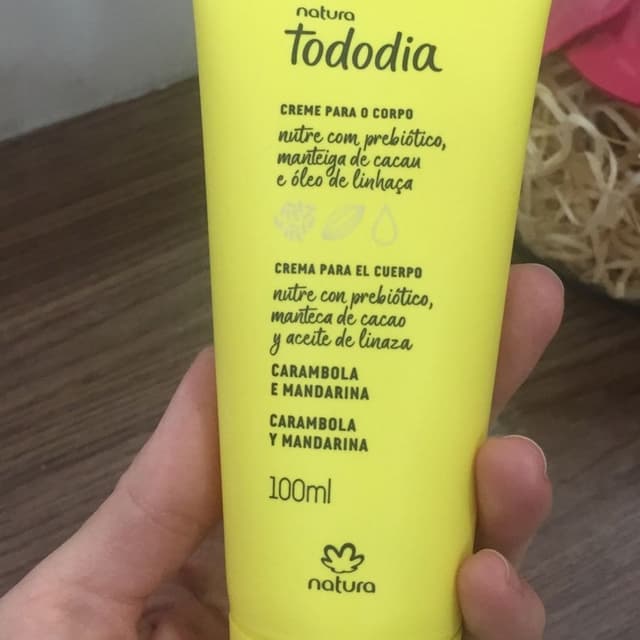 natura
Tododia
CREME PARA O CORPO
nutre com prebiótico,
manteiga de cacau
e óleo de linhaça
CREMA PARA EL CUERPO
nutre con prebiótico,
manteca de cacao
y aceite de linaza
CARAMBOLA
E MANDARINA
CARAMBOLA
Y MANDARINA
100ml
natura